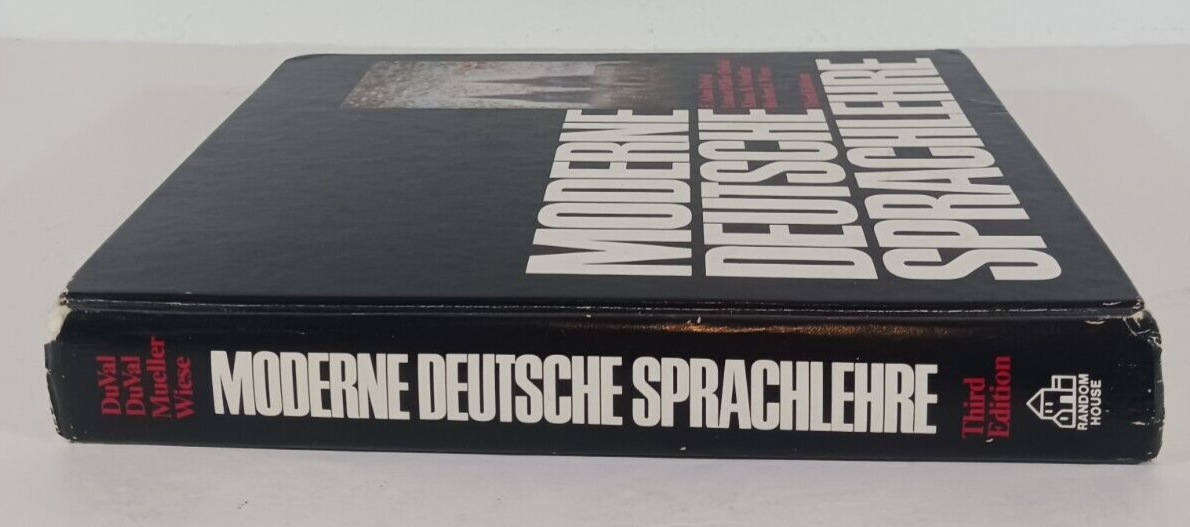 MODERNE
DEUTSCHE
SPRACHLEHRE
DuVal
DuVal
Mueller
Wiese
MODERNE DEUTSCHE SPRACHLEHRE
Third
Edition
RANDOM
HOUSE